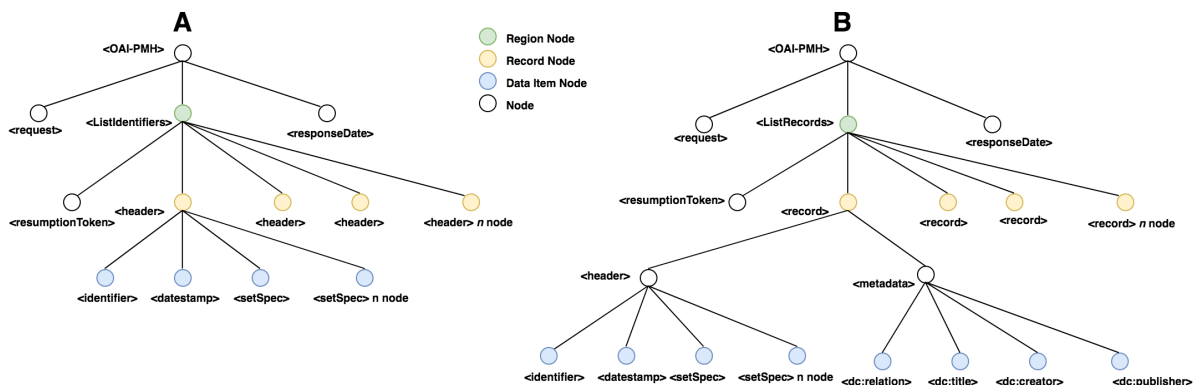 A
<OAI-PMH>
<request>
<ListIdentifiers>
<responseDate>
<resumptionToken>
<header>
<header>
<header>
<header> n node
<identifier>
<datestamp>
<setSpec>
<setSpec> n node
Region Node
Record Node
Data Item Node
Node
B
<OAI-PMH>
<request>
<ListRecords>
<responseDate>
<resumptionToken>
<record>
<record>
<record>
<record> n node
<header>
<metadata>
<identifier>
<datestamp>
<setSpec>
<setSpec> n node
<dc:relation>
<dc:title>
<dc:creator>
<dc:publisher>